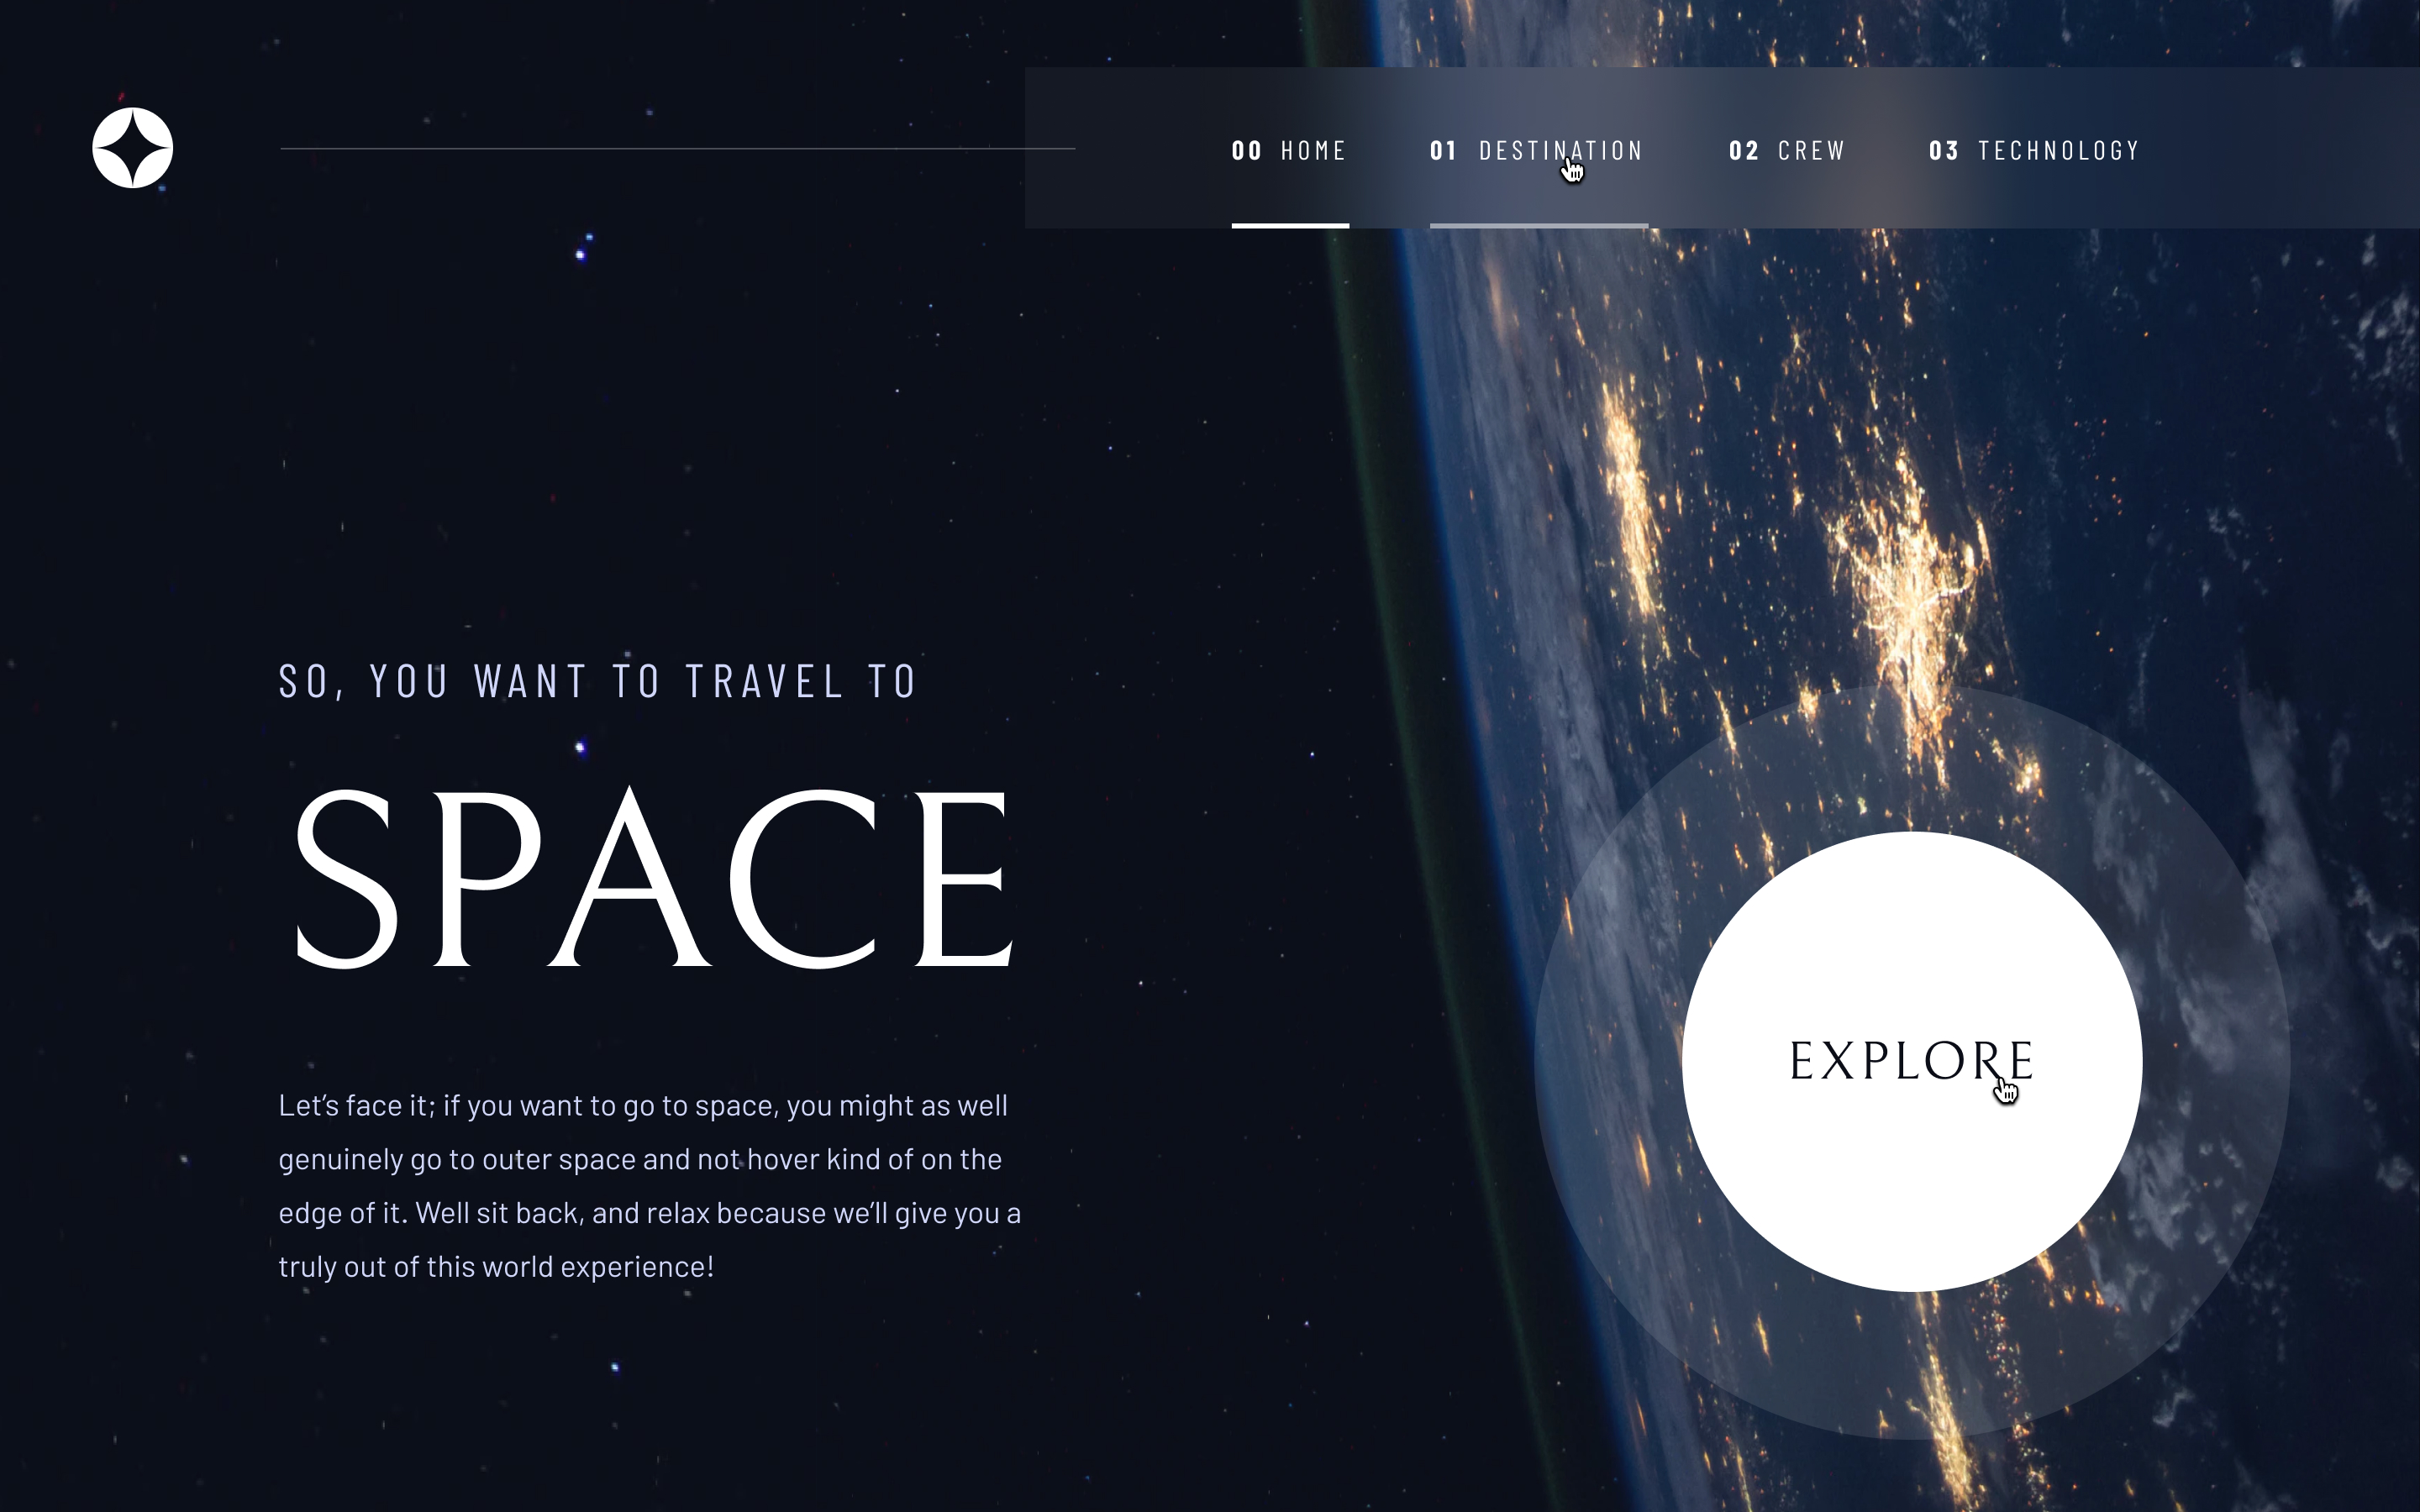 00 HOME 01 DESTINATION 02 CREW 03 TECHNOLOGY
SO, YOU WANT TO TRAVEL TO
SPACE
Let’s face it; if you want to go to space, you might as well
genuinely go to outer space and not hover kind of on the
edge of it. Well sit back, and relax because we’ll give you a
truly out of this world experience!
EXPLORE